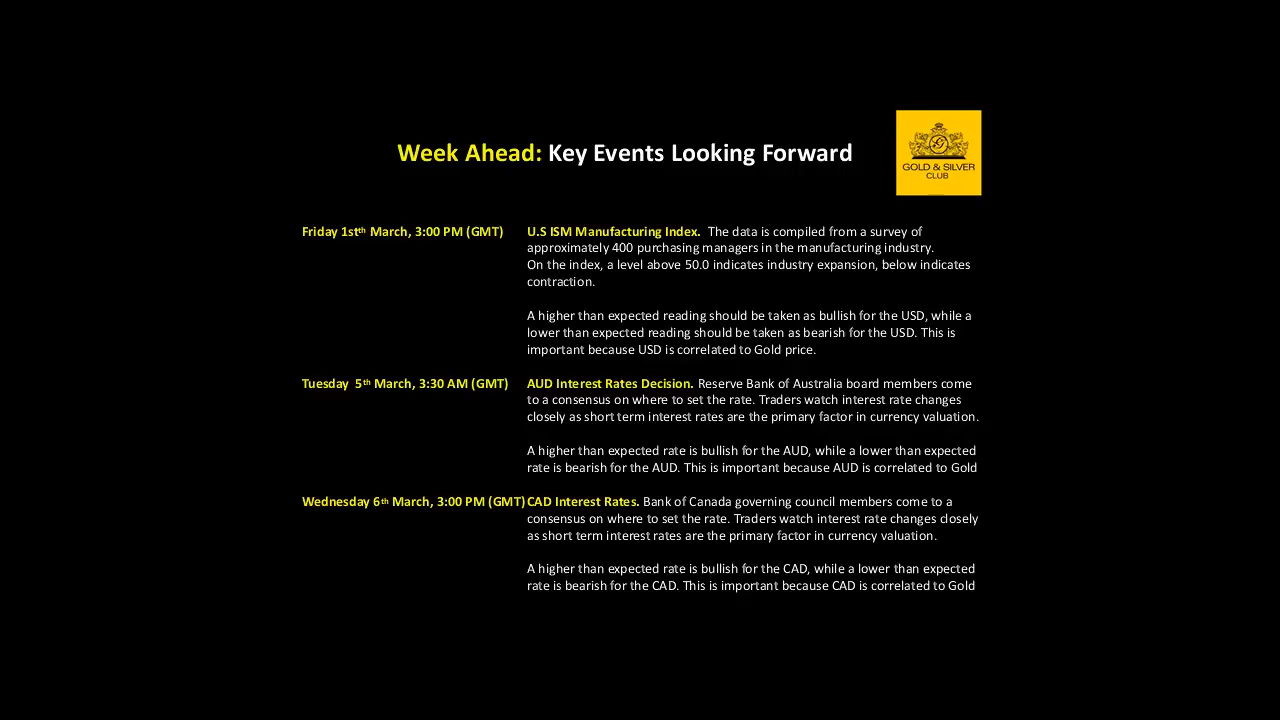 Week Ahead: Key Events Looking Forward
GOLD & SILVER
CLUB
Friday 1stth March, 3:00 PM (GMT)
U.S ISM Manufacturing Index. The data is compiled from a survey of
approximately 400 purchasing managers in the manufacturing industry.
On the index, a level above 50.0 indicates industry expansion, below indicates
contraction.
A higher than expected reading should be taken as bullish for the USD, while a
lower than expected reading should be taken as bearish for the USD. This is
important because USD is correlated to Gold price.
Tuesday 5th March, 3:30 AM (GMT)
AUD Interest Rates Decision. Reserve Bank of Australia board members come
to a consensus on where to set the rate. Traders watch interest rate changes
closely as short term interest rates are the primary factor in currency valuation.
A higher than expected rate is bullish for the AUD, while a lower than expected
rate is bearish for the AUD. This is important because AUD is correlated to Gold
Wednesday 6th March, 3:00 PM (GMT)
CAD Interest Rates. Bank of Canada governing council members come to a
consensus on where to set the rate. Traders watch interest rate changes closely
as short term interest rates are the primary factor in currency valuation.
A higher than expected rate is bullish for the CAD, while a lower than expected
rate is bearish for the CAD. This is important because CAD is correlated to Gold